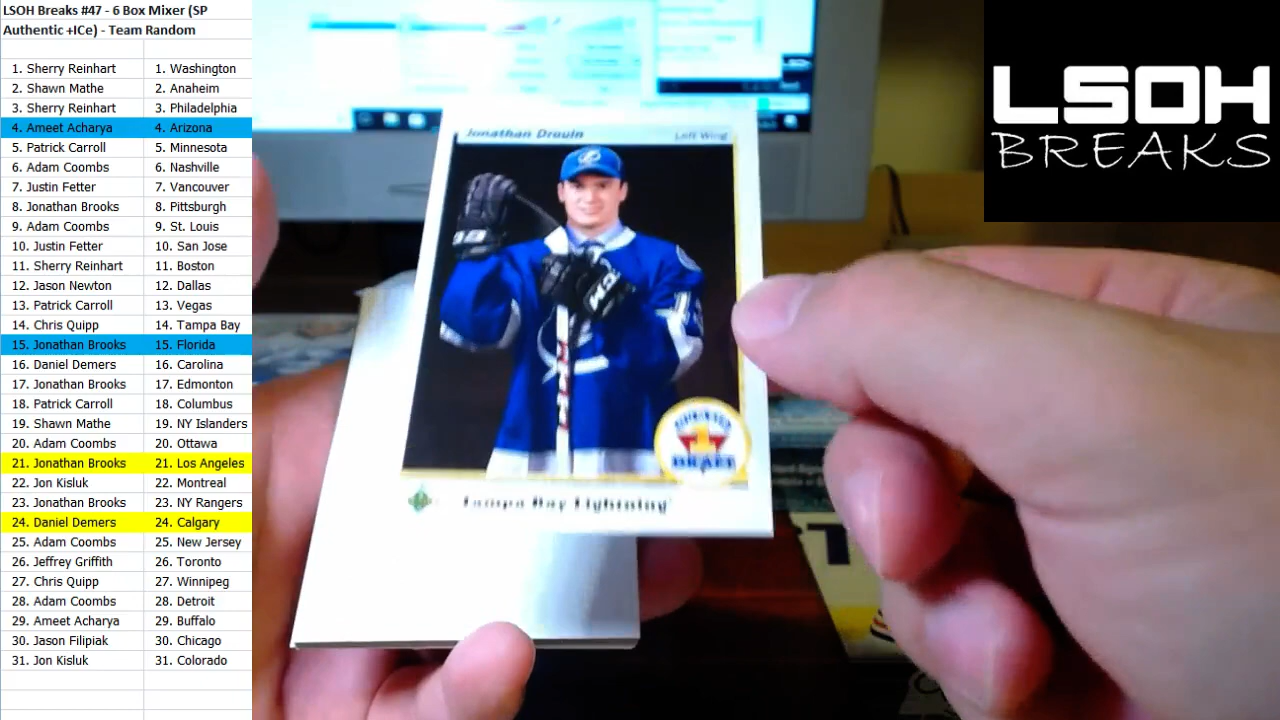 LSOH Breaks #47 - 6 Box Mixer (SP
Authentic +ICe) - Team Random
1. Sherry Reinhart 1. Washington
2. Shawn Mathe 2. Anaheim
3. Sherry Reinhart 3. Philadelphia
4. Ameet Acharya 4. Arizona
5. Patrick Carroll 5. Minnesota
6. Adam Coombs 6. Nashville
7. Justin Fetter 7. Vancouver
8. Jonathan Brooks 8. Pittsburgh
9. Adam Coombs 9. St. Louis
10. Justin Fetter 10. San Jose
11. Sherry Reinhart 11. Boston
12. Jason Newton 12. Dallas
13. Patrick Carroll 13. Vegas
14. Chris Quipp 14. Tampa Bay
15. Jonathan Brooks 15. Florida
16. Daniel Demers 16. Carolina
17. Jonathan Brooks 17. Edmonton
18. Patrick Carroll 18. Columbus
19. Shawn Mathe 19. NY Islanders
20. Adam Coombs 20. Ottawa
21. Jonathan Brooks 21. Los Angeles
22. Jon Kisluk 22. Montreal
23. Jonathan Brooks 23. NY Rangers
24. Daniel Demers 24. Calgary
25. Adam Coombs 25. New Jersey
26. Jeffrey Griffith 26. Toronto
27. Chris Quipp 27. Winnipeg
28. Adam Coombs 28. Detroit
29. Ameet Acharya 29. Buffalo
30. Jason Filipiak 30. Chicago
31. Jon Kisluk 31. Colorado
LSOH
BREAKS
Jonathan Drouin Left Wing
CCM
1
DRAFT
Tampa Bay Lightning